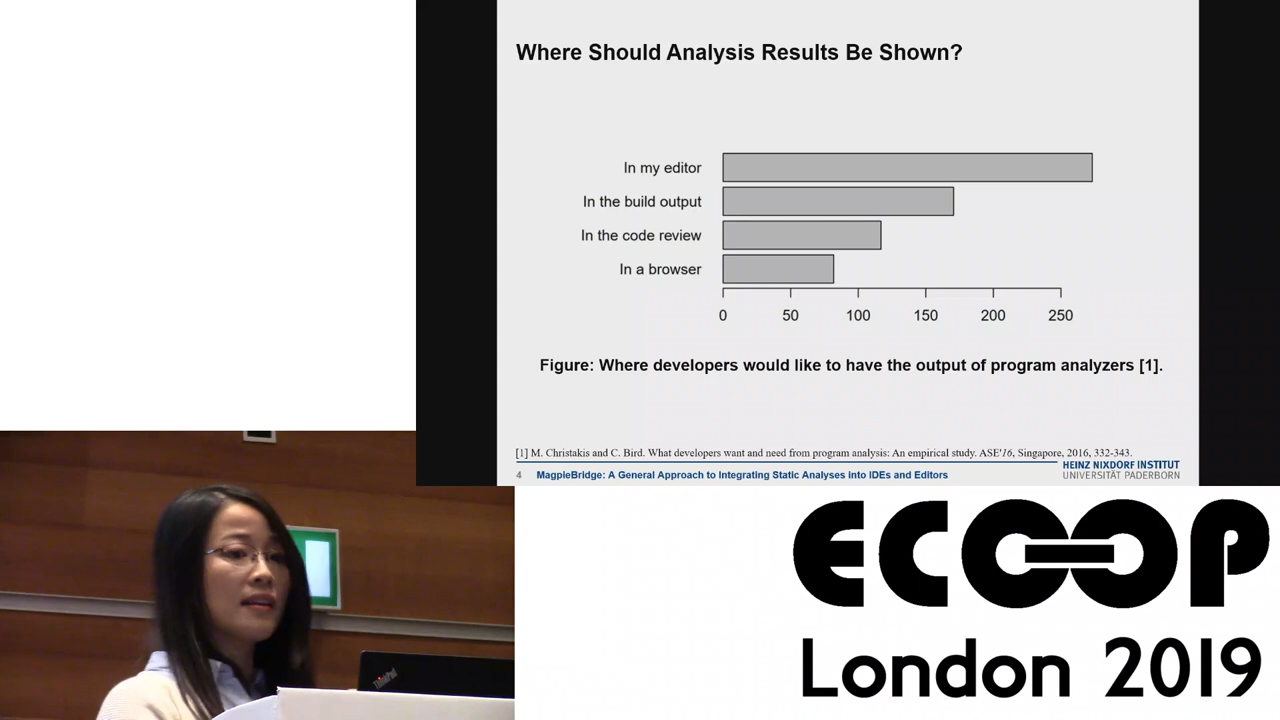 Where Should Analysis Results Be Shown?
In my editor
In the build output
In the code review
In a browser
0 50 100 150 200 250
Figure: Where developers would like to have the output of program analyzers [1].
[1] M. Christakis and C. Bird. What developers want and need from program analysis: An empirical study. ASE'16, Singapore, 2016, 332-343.
4 MagpieBridge: A General Approach to Integrating Static Analyses into IDEs and Editors
HEINZ NIXDORF INSTITUT
UNIVERSITÄT PADERBORN
ThinkPad
ECOOP
London 2019